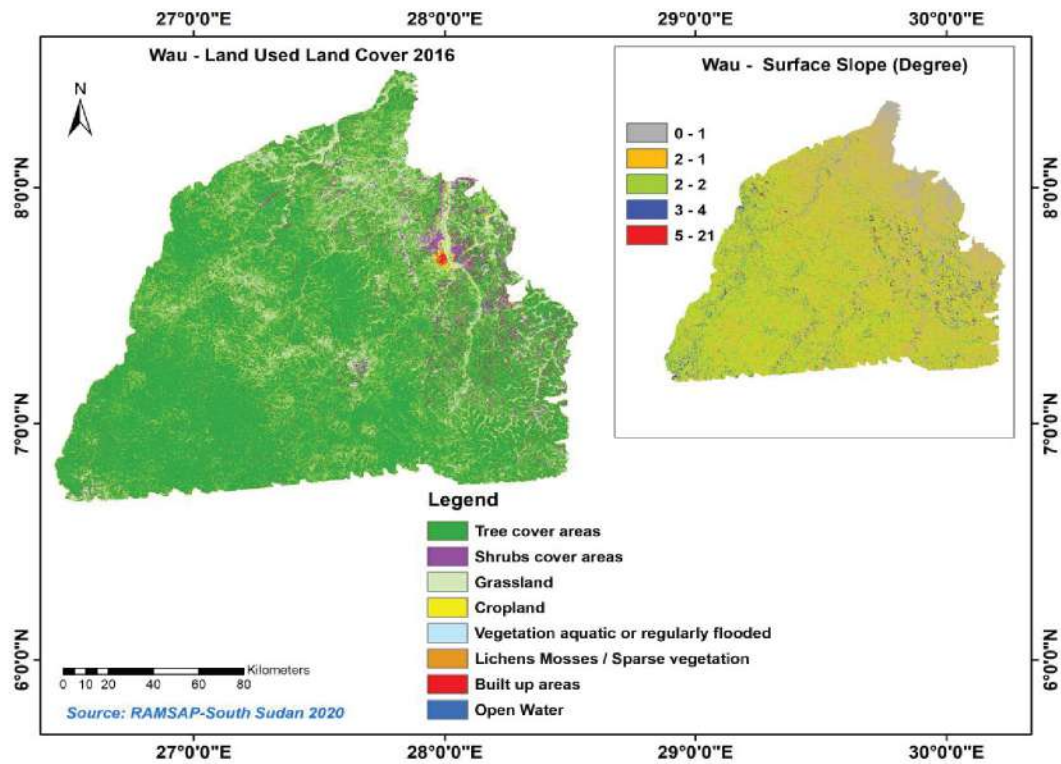 27°0'0"E 28°0'0"E 29°0'0"E 30°0'0"E
Wau - Land Used Land Cover 2016
Wau - Surface Slope (Degree)
N
0 - 1
2 - 1
2 - 2
3 - 4
5 - 21
8°0'0"N 8°0'0"N
7°0'0"N 7°0'0"N
Legend
Tree cover areas
Shrubs cover areas
Grassland
Cropland
Vegetation aquatic or regularly flooded
Lichens Mosses / Sparse vegetation
Built up areas
Open Water
6°0'0"N 6°0'0"N
Kilometers
0 10 20 40 60 80
Source: RAMSAP-South Sudan 2020
27°0'0"E 28°0'0"E 29°0'0"E 30°0'0"E